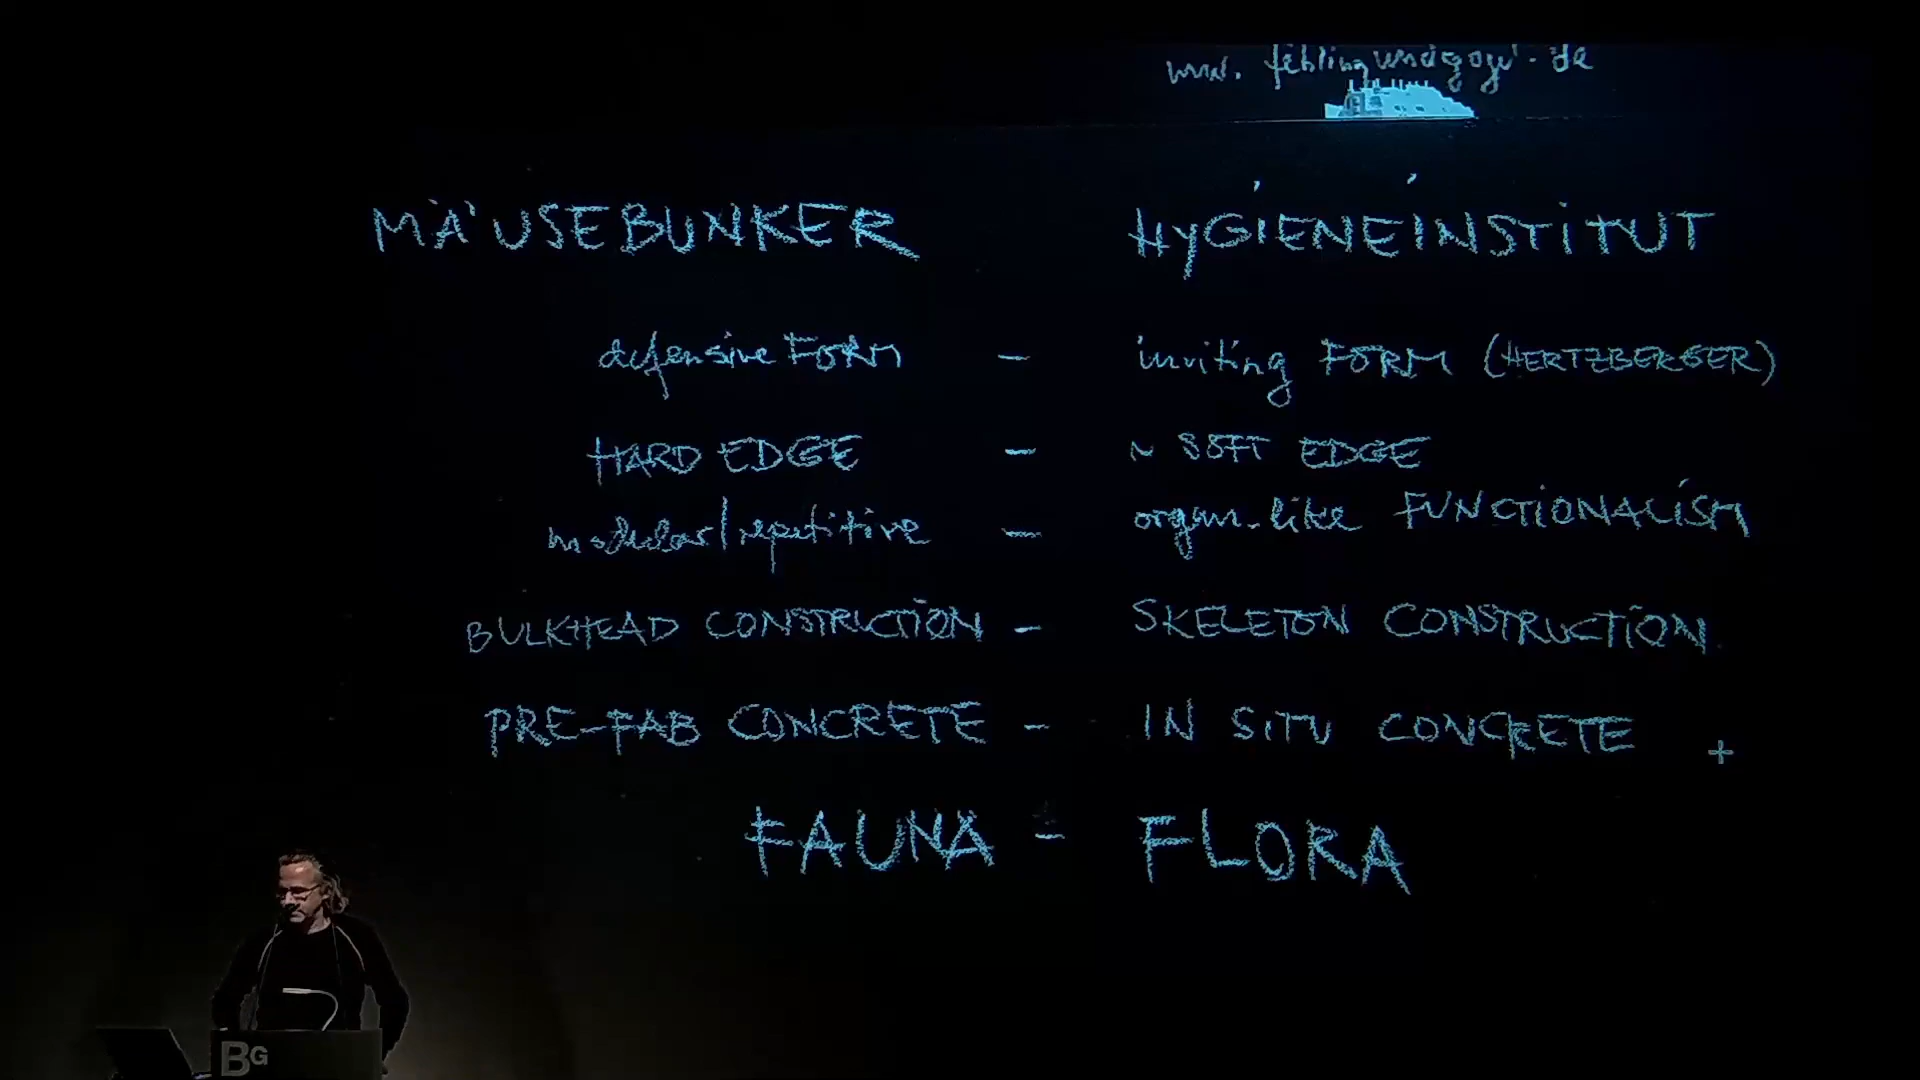 www. fehlingundgogel.de
MÄUSEBUNKER HYGIENEINSTITUT
defensive FORM - inviting FORM (HERTZBERGER)
HARD EDGE - ~ SOFT EDGE
modular/repetitive - organ-like FUNCTIONALISM
BULKHEAD CONSTRUCTION - SKELETON CONSTRUCTION
PRE-FAB CONCRETE - IN SITU CONCRETE +
FAUNA - FLORA
BG